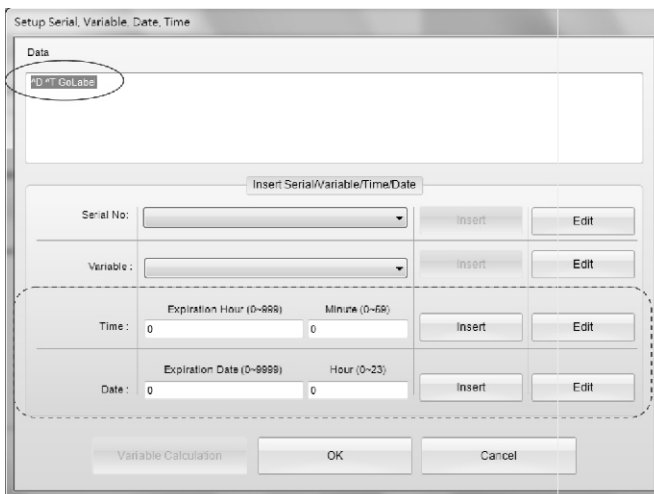 Setup Serial, Variable, Date, Time
Data
^D ^T GoLabel
Insert Serial/Variable/Time/Date
Serial No: Insert Edit
Variable : Insert Edit
Expiration Hour (0~999) Minute (0~59)
Time : 0 0 Insert Edit
Expiration Date (0~9999) Hour (0~23)
Date : 0 0 Insert Edit
Variable Calculation OK Cancel